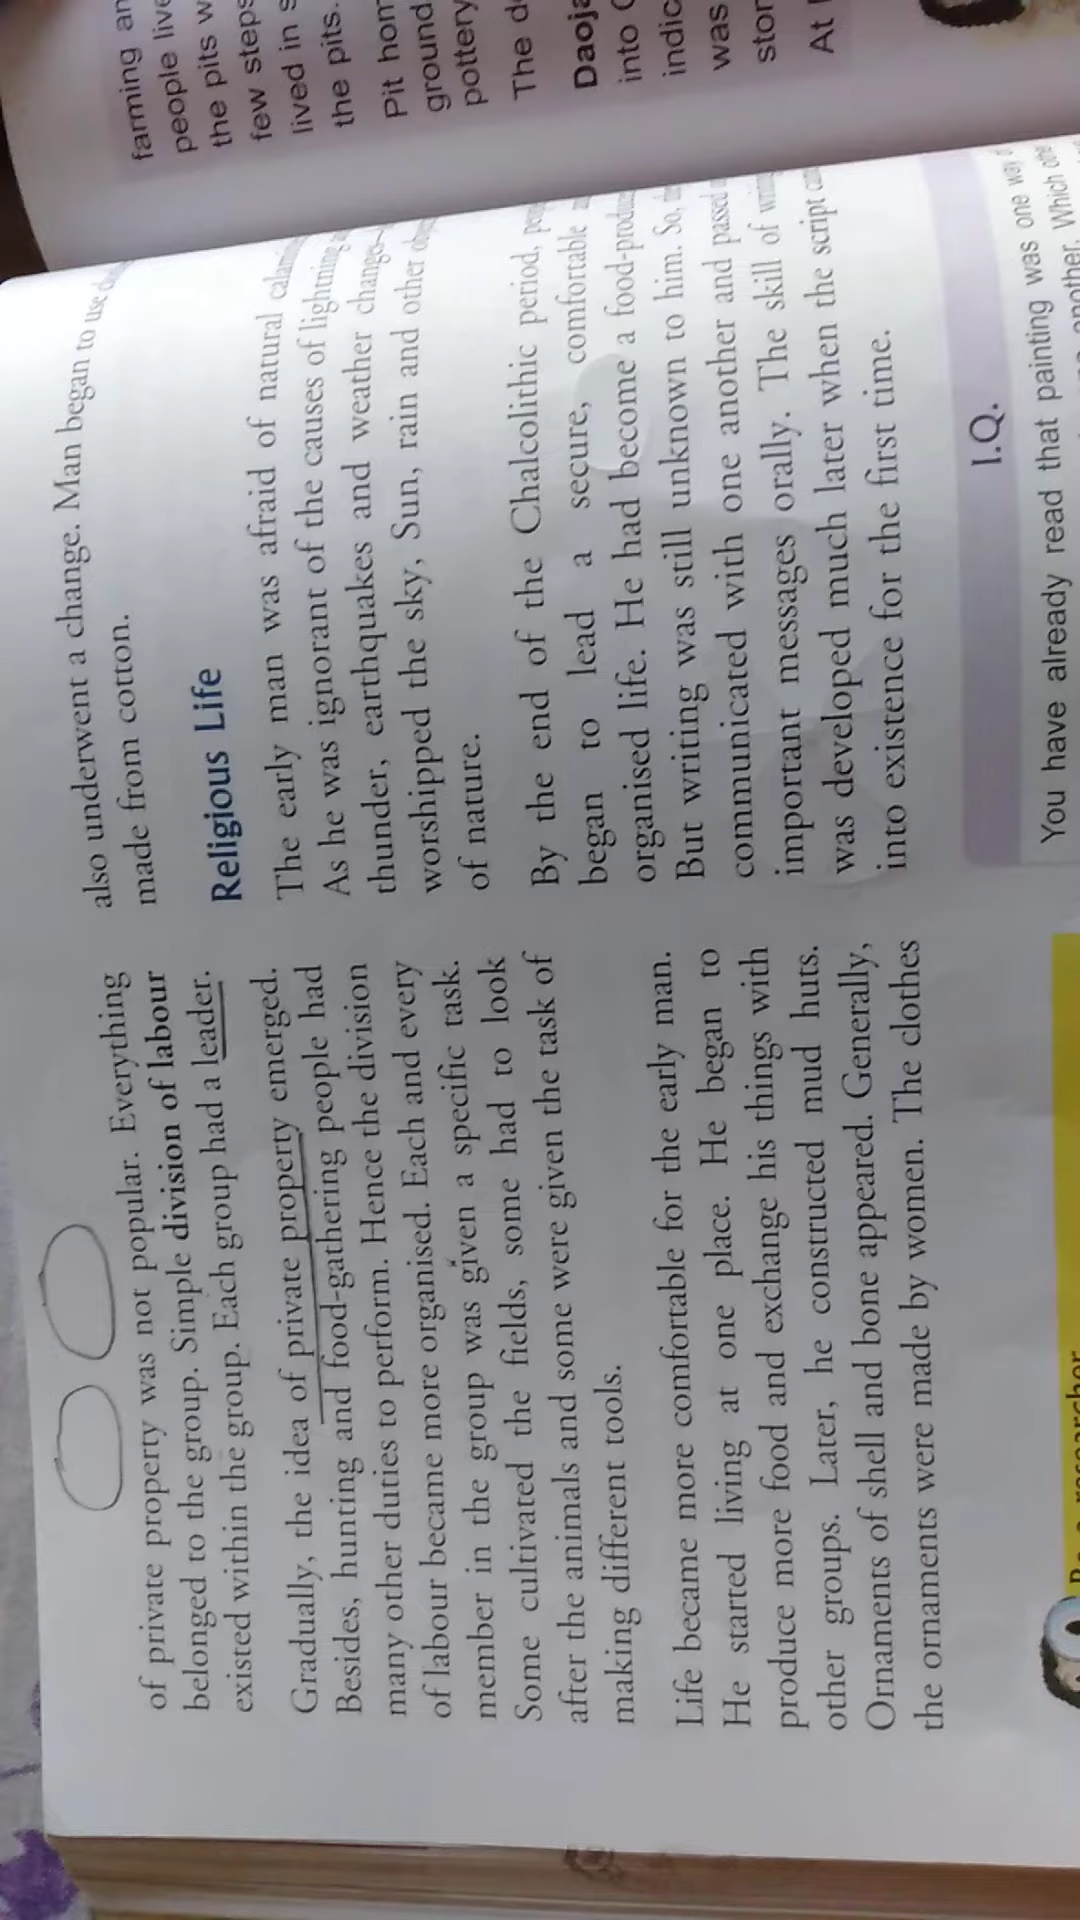 of private property was not popular. Everything
belonged to the group. Simple division of labour
existed within the group. Each group had a leader.
Gradually, the idea of private property emerged.
Besides, hunting and food-gathering people had
many other duties to perform. Hence the division
of labour became more organised. Each and every
member in the group was given a specific task.
Some cultivated the fields, some had to look
after the animals and some were given the task of
making different tools.
Life became more comfortable for the early man.
He started living at one place. He began to
produce more food and exchange his things with
other groups. Later, he constructed mud huts.
Ornaments of shell and bone appeared. Generally,
the ornaments were made by women. The clothes
also underwent a change. Man began to use
made from cotton.
Religious Life
The early man was afraid of natural
As he was ignorant of the causes of lightning
thunder, earthquakes and weather changes
worshipped the sky, Sun, rain and other
of nature.
By the end of the Chalcolithic period,
began to lead a secure, comfortable
organised life. He had become a
But writing was still unknown to him. So,
communicated with one another and passed
important messages orally. The skill of
was developed much later when the script
into existence for the first time.
I.Q.
You have already read that painting was one way
another. Which one
farming
people
the pits
few steps
lived in
the pits.
Pit
ground
pottery
The
into
was
At